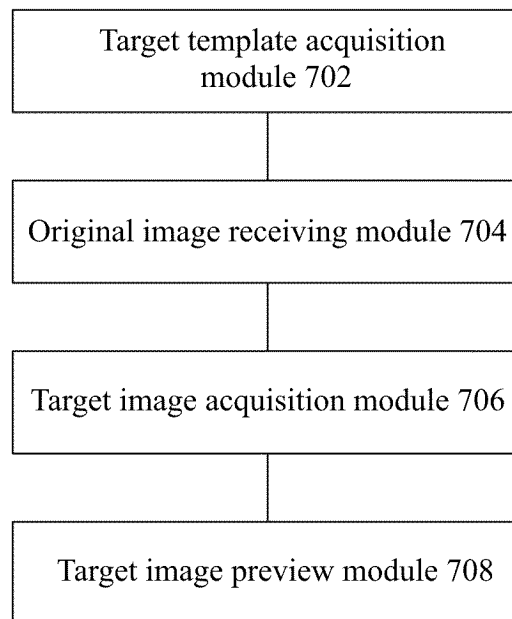 Target template acquisition
module 702
Original image receiving module 704
Target image acquisition module 706
Target image preview module 708